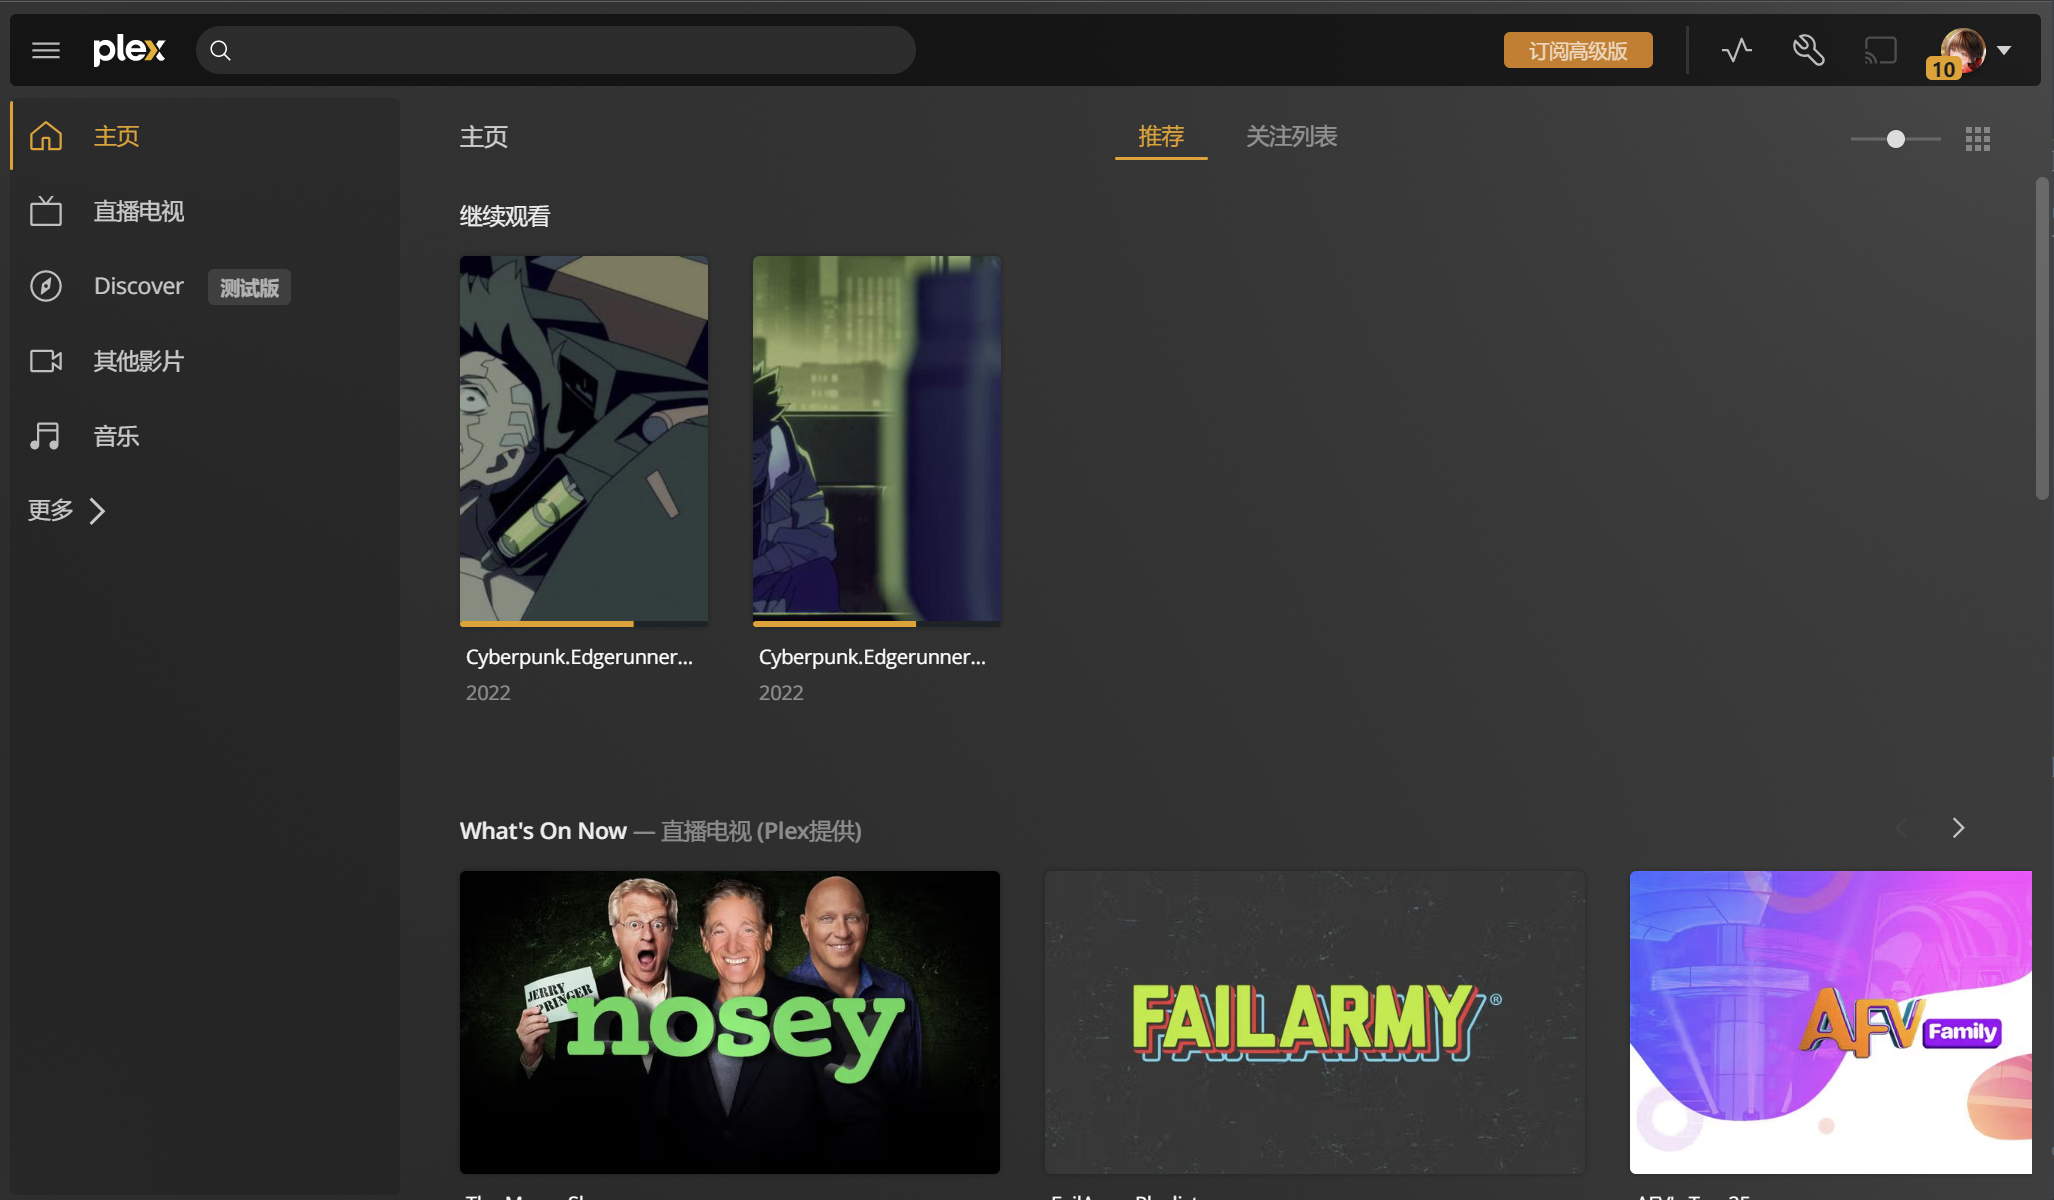 plex
订阅高级版
10
主页
直播电视
Discover 测试版
其他影片
音乐
更多
主页
推荐
关注列表
继续观看
Cyberpunk.Edgerunner...
2022
Cyberpunk.Edgerunner...
2022
What's On Now — 直播电视 (Plex提供)
JERRY
SPRINGER
nosey
FAILARMY®
AFV Family